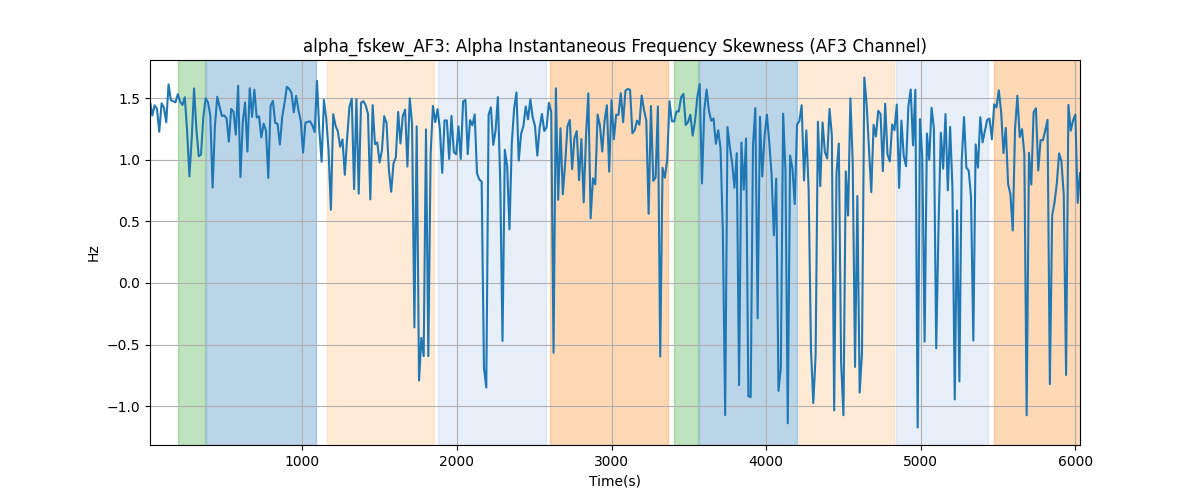 alpha_fskew_AF3: Alpha Instantaneous Frequency Skewness (AF3 Channel)
1.5
1.0
0.5
0.0
−0.5
−1.0
Hz
1000 2000 3000 4000 5000 6000
Time(s)